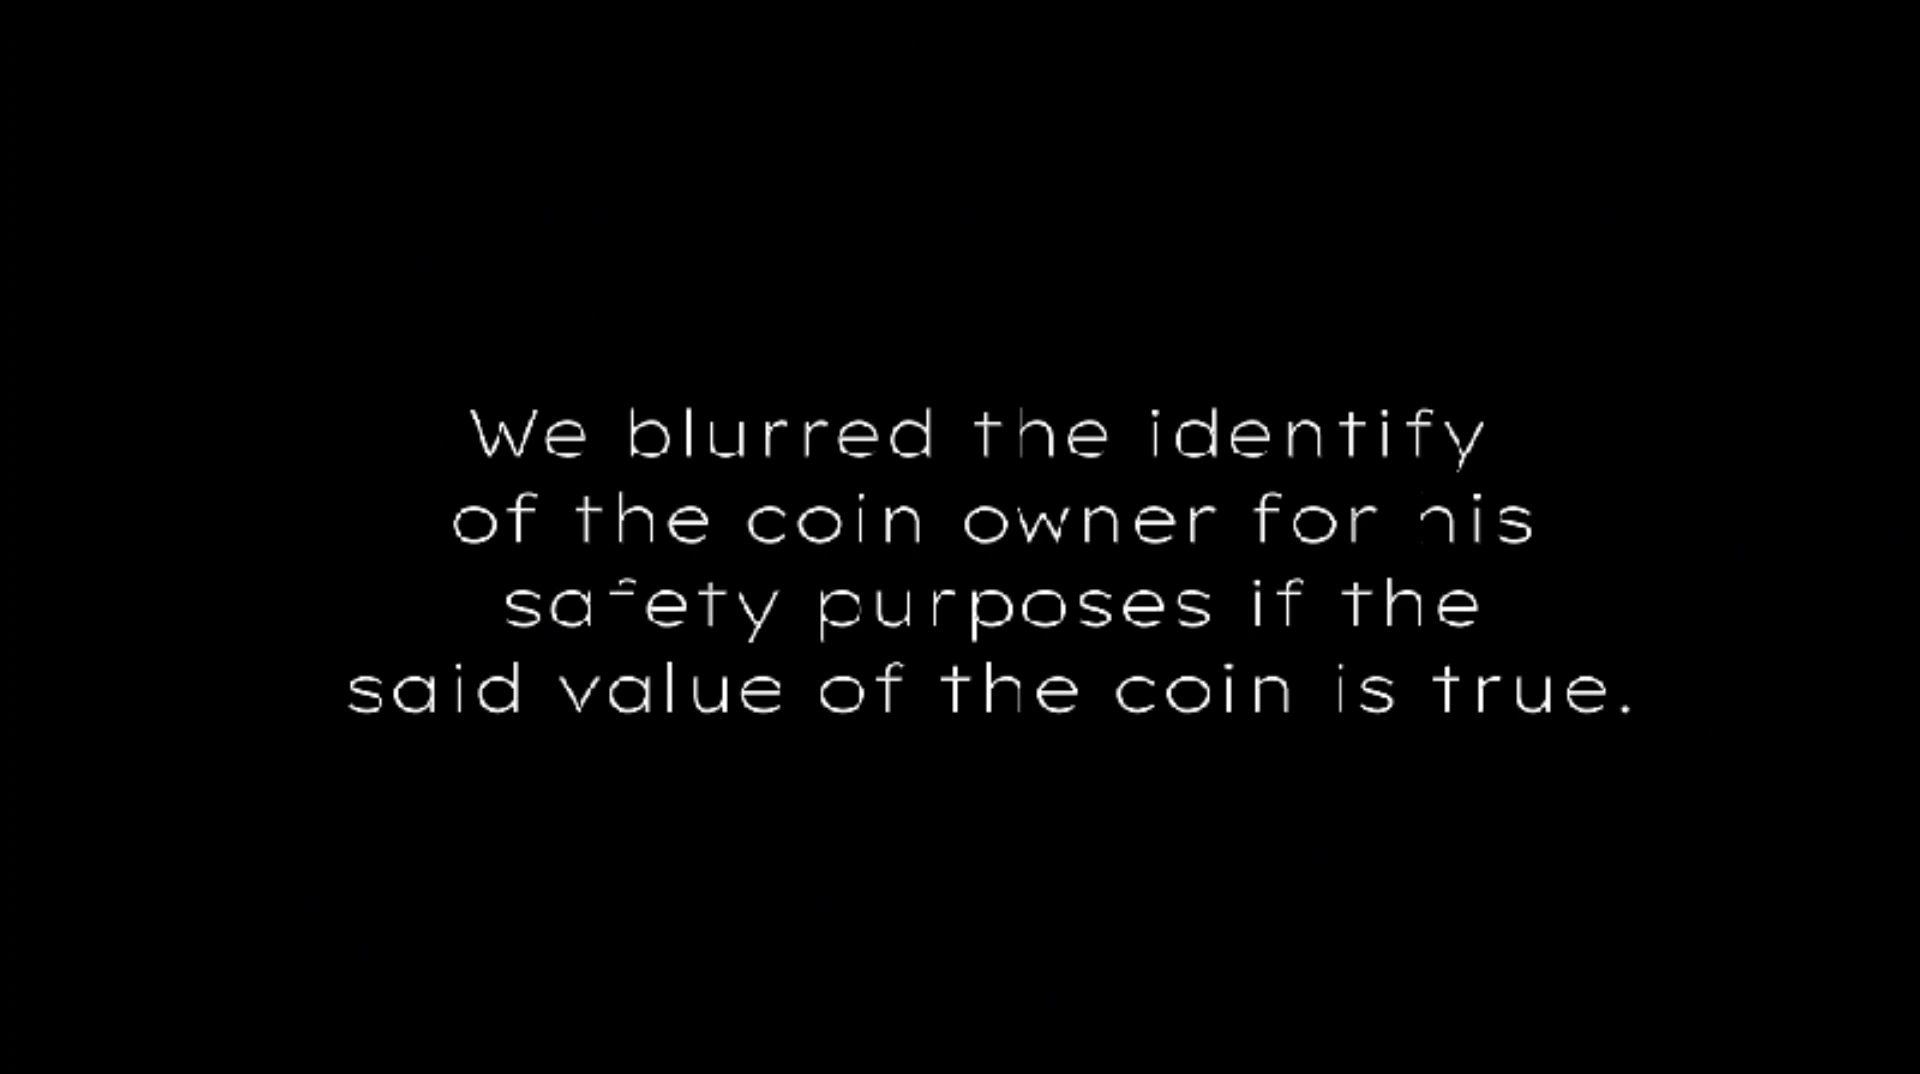 We blurred the identify
of the coin owner for his
safety purposes if the
said value of the coin is true.